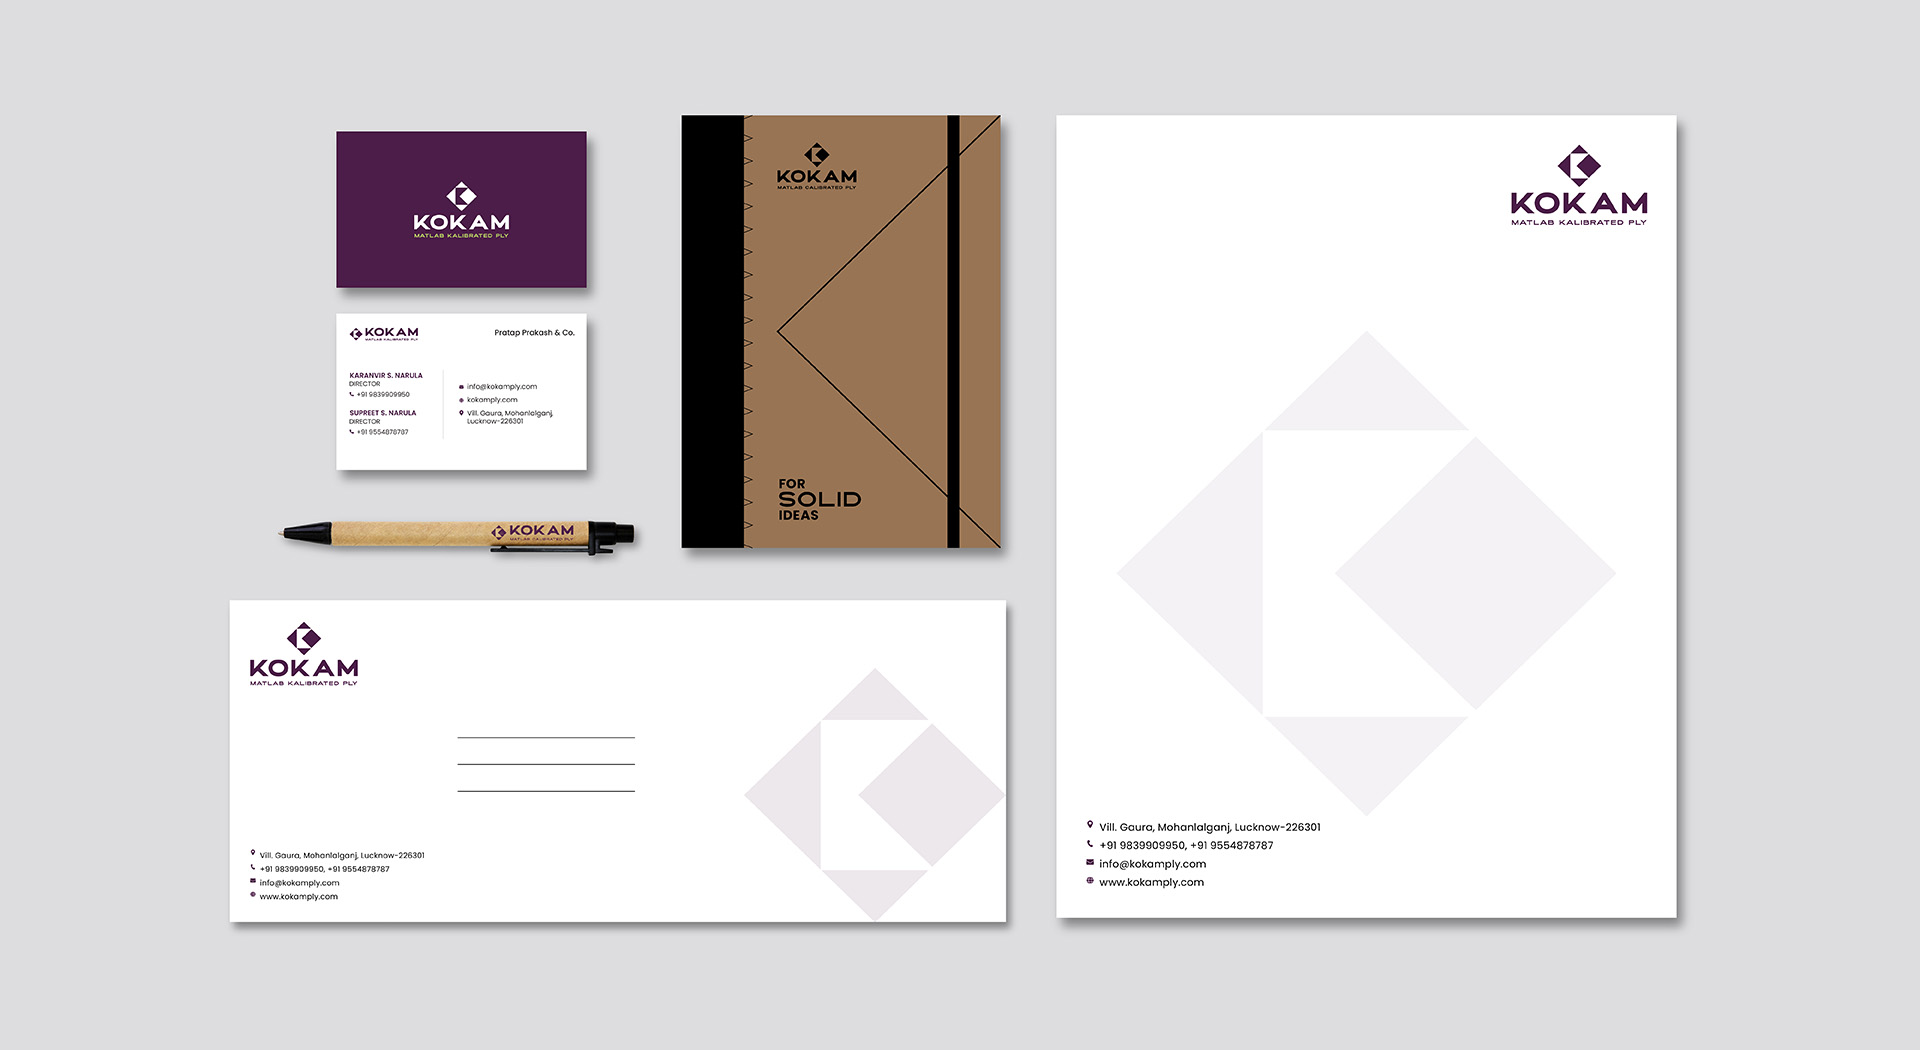 KOKAM
MATLAB KALIBRATED PLY
KOKAM
MATLAB KALIBRATED PLY
Pratap Prakash & Co.
KARANVIR S. NARULA
DIRECTOR
+91 9839909950
SUPREET S. NARULA
DIRECTOR
+91 9554878787
info@kokamply.com
kokamply.com
Vill. Gaura, Mohanlalganj,
Lucknow-226301
KOKAM
MATLAB CALIBRATED PLY
KOKAM
MATLAB CALIBRATED PLY
FOR
SOLID
IDEAS
KOKAM
MATLAB KALIBRATED PLY
Vill. Gaura, Mohanlalganj, Lucknow-226301
+91 9839909950, +91 9554878787
info@kokamply.com
www.kokamply.com
KOKAM
MATLAB KALIBRATED PLY
Vill. Gaura, Mohanlalganj, Lucknow-226301
+91 9839909950, +91 9554878787
info@kokamply.com
www.kokamply.com